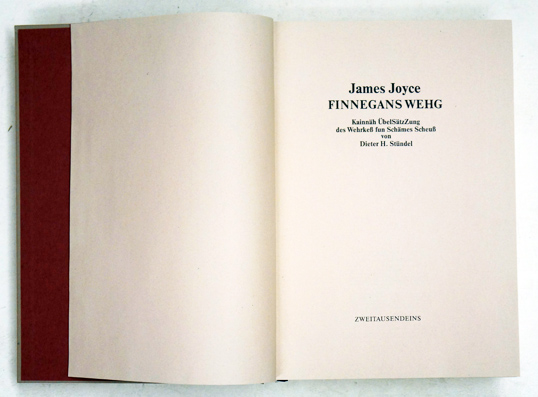 James Joyce
FINNEGANS WEHG
Kainnäh ÜbelSätzZung
des Wehrkeß fun Schämes Scheuß
von
Dieter H. Stündel
ZWEITAUSENDEINS